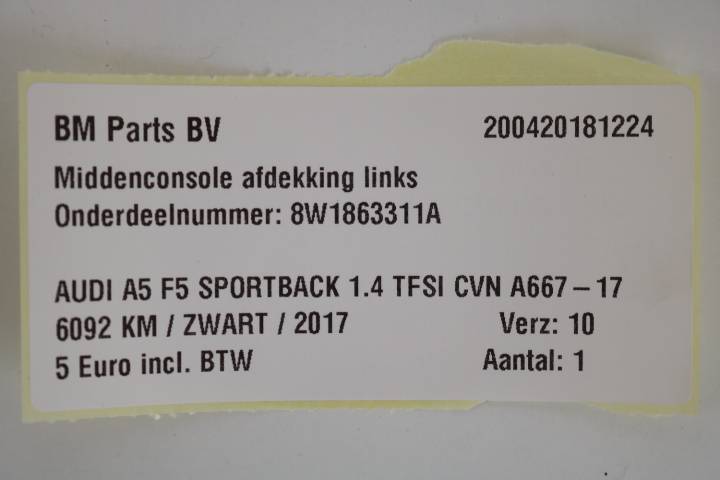 BM Parts BV 200420181224
Middenconsole afdekking links
Onderdeelnummer: 8W1863311A
AUDI A5 F5 SPORTBACK 1.4 TFSI CVN A667-17
6092 KM / ZWART / 2017 Verz: 10
5 Euro incl. BTW Aantal: 1